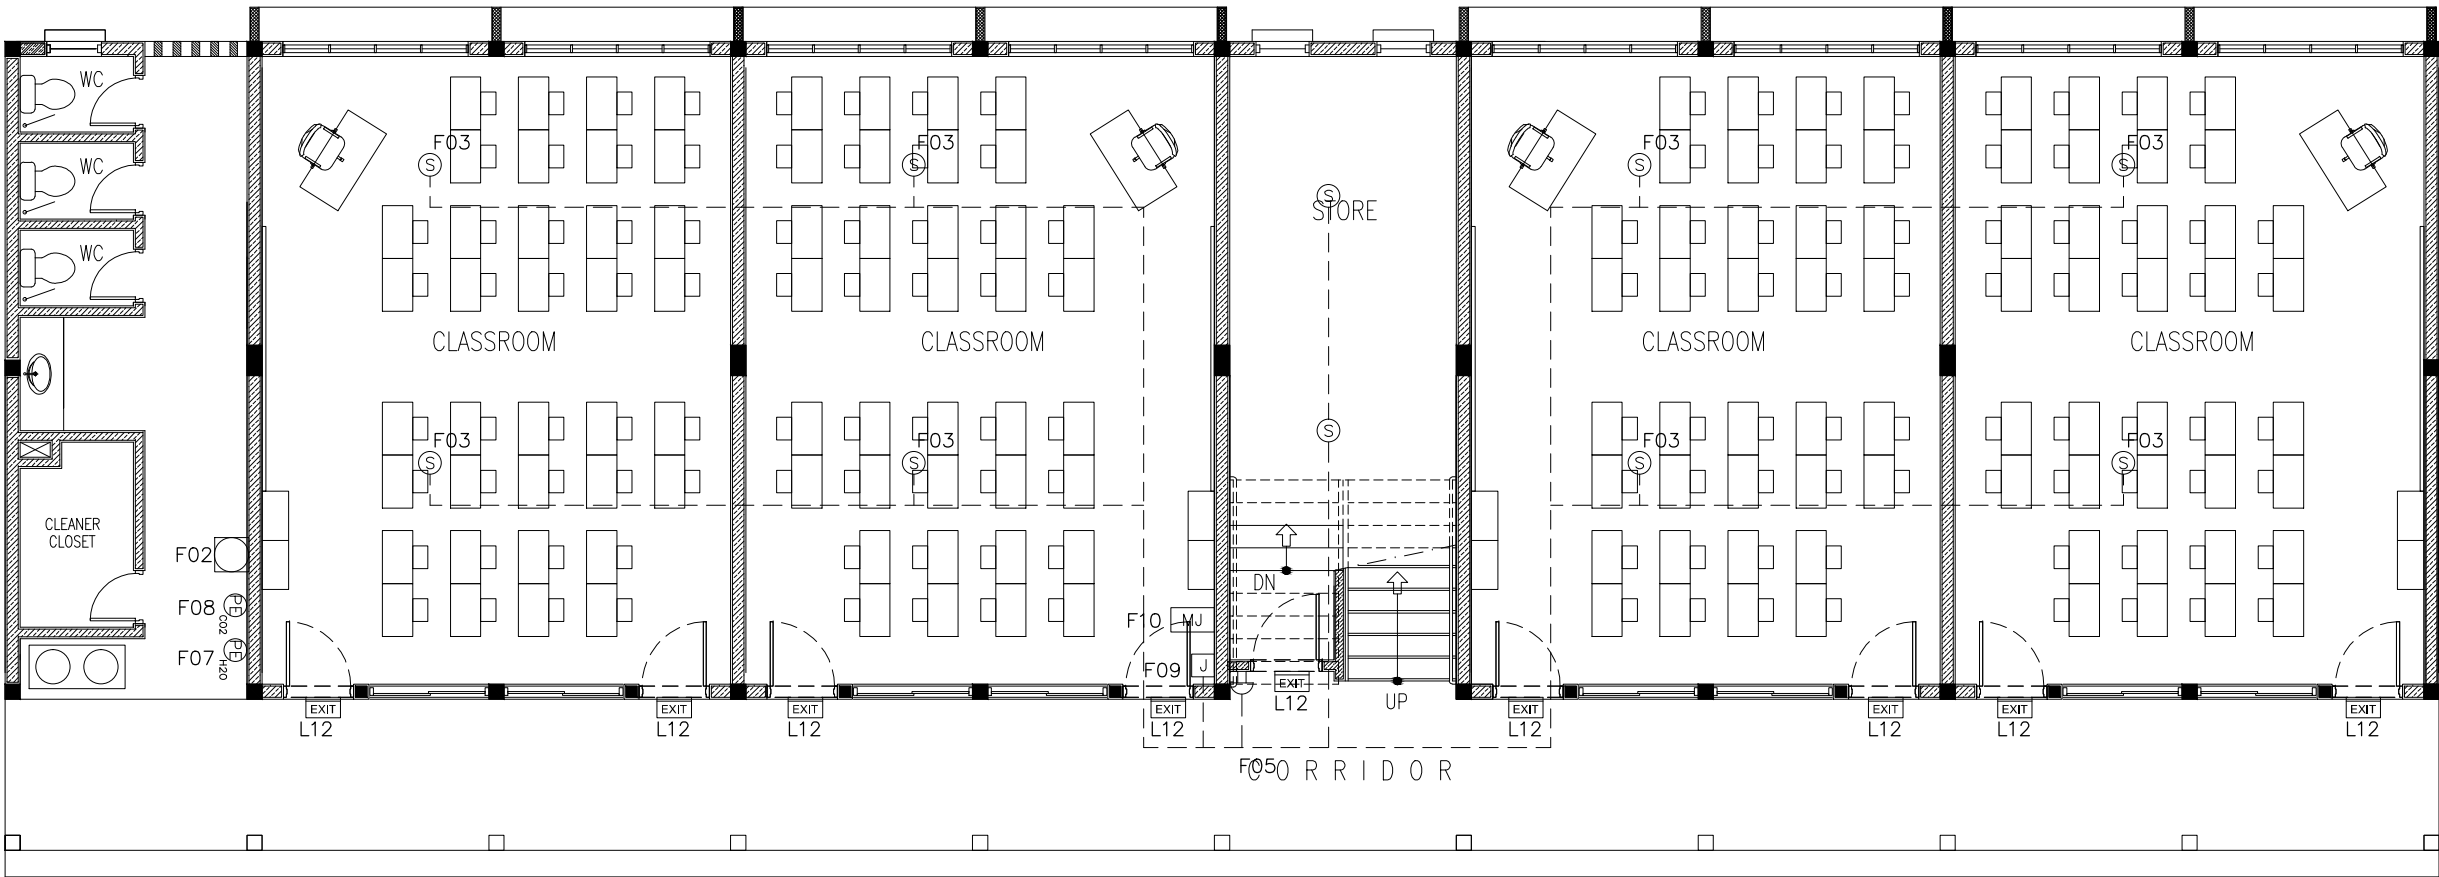 WC
F03
S
F03
S
F03
S
F03
S
WC
S
STORE
WC
CLASSROOM
CLASSROOM
CLASSROOM
CLASSROOM
S
F03
S
F03
S
F03
S
F03
S
CLEANER
CLOSET
F02
DN
F08
PE
CO2
F10
MJ
F07
PE
H2O
F09
J
EXIT
L12
UP
EXIT
L12
EXIT
L12
EXIT
L12
EXIT
L12
EXIT
L12
EXIT
L12
EXIT
L12
EXIT
L12
F05
CORRIDOR